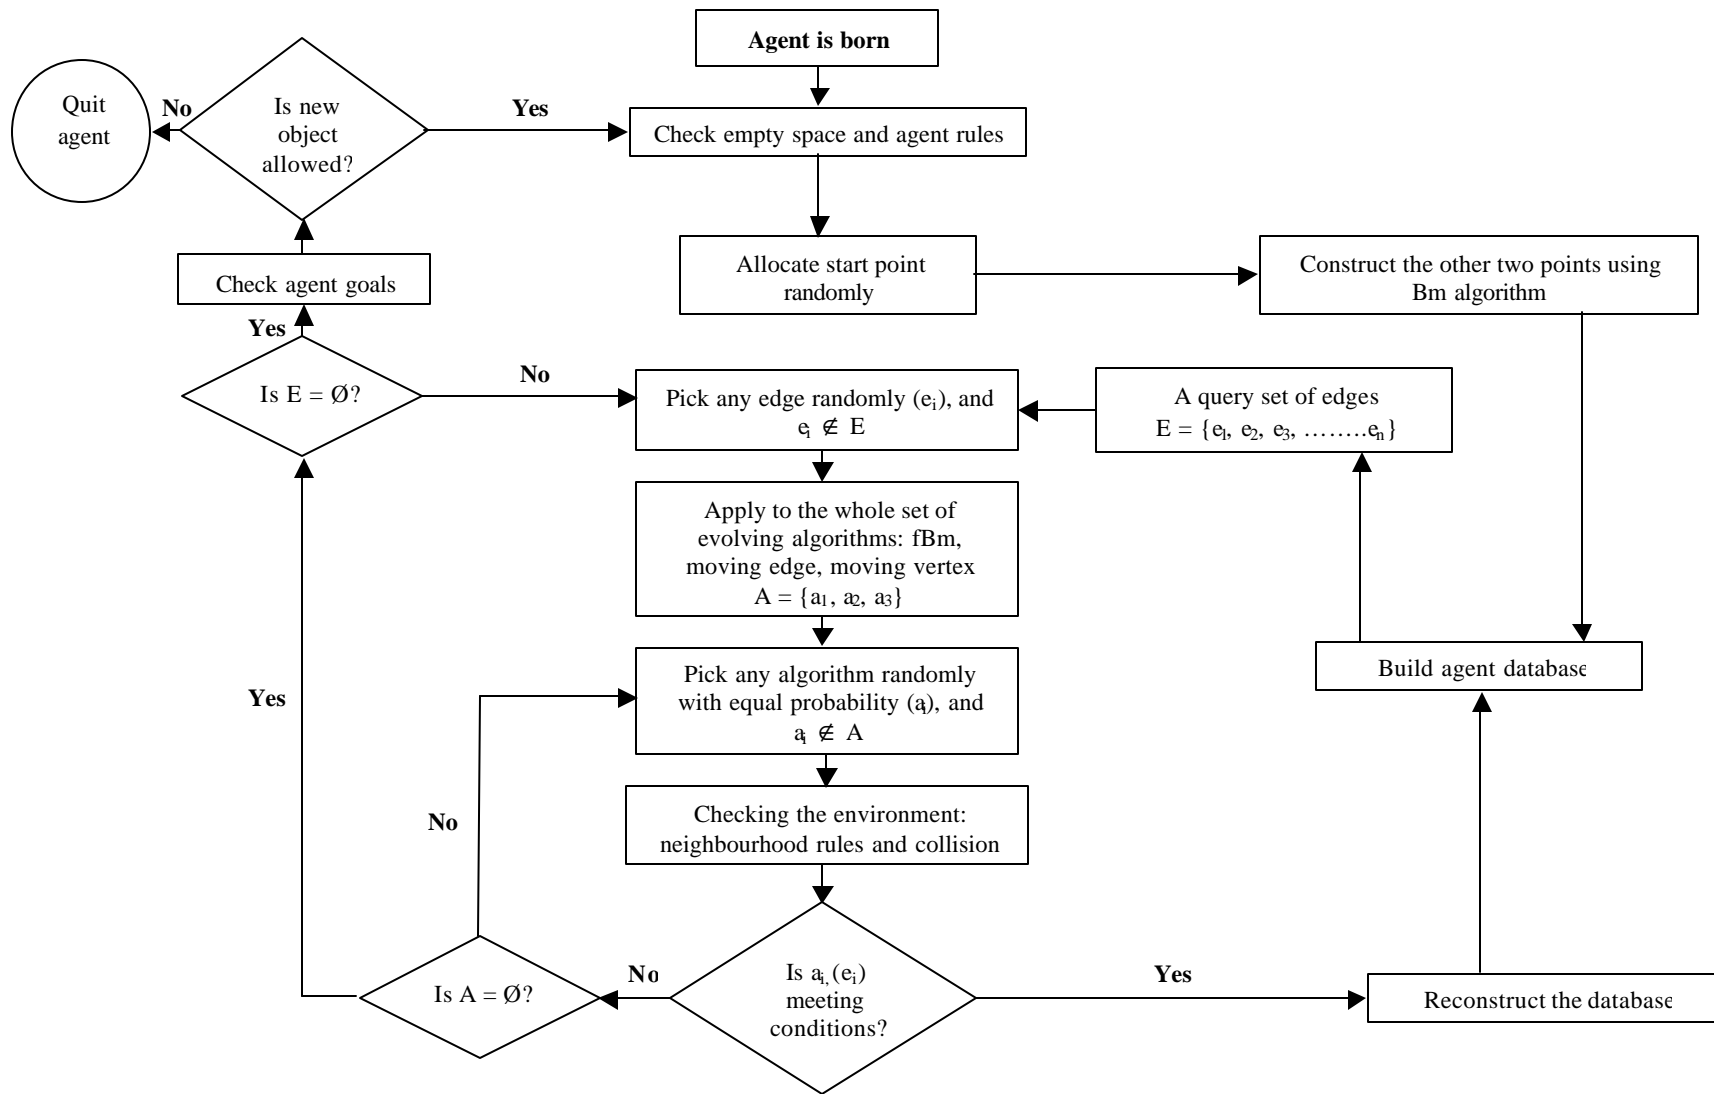 Agent is born
Quit
agent
No
Is new
object
allowed?
Yes
Check empty space and agent rules
Check agent goals
Allocate start point
randomly
Construct the other two points using
Bm algorithm
Yes
Is E = Ø?
No
Pick any edge randomly (eᵢ), and
eᵢ ∉ E
A query set of edges
E = {e₁, e₂, e₃, ........eₙ}
Apply to the whole set of
evolving algorithms: fBm,
moving edge, moving vertex
A = {a₁, a₂, a₃}
Build agent database
Pick any algorithm randomly
with equal probability (aᵢ), and
aᵢ ∉ A
Yes
No
Checking the environment:
neighbourhood rules and collision
Is A = Ø?
No
Is aᵢ, (eᵢ)
meeting
conditions?
Yes
Reconstruct the database